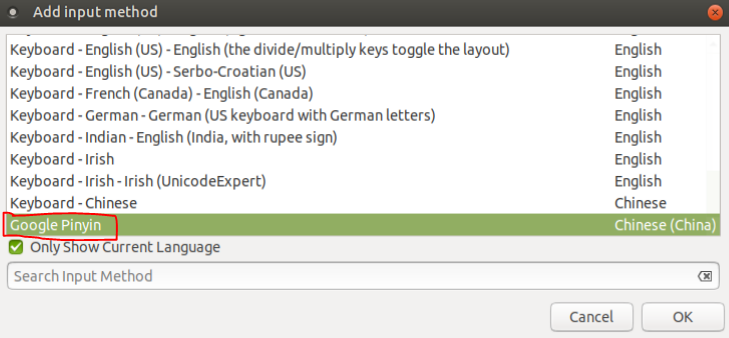 Add input method
Keyboard - English (US) - English (the divide/multiply keys toggle the layout) English
Keyboard - English (US) - Serbo-Croatian (US) English
Keyboard - French (Canada) - English (Canada) English
Keyboard - German - German (US keyboard with German letters) English
Keyboard - Indian - English (India, with rupee sign) English
Keyboard - Irish English
Keyboard - Irish - Irish (UnicodeExpert) English
Keyboard - Chinese Chinese
Google Pinyin Chinese (China)
Only Show Current Language
Search Input Method
Cancel OK